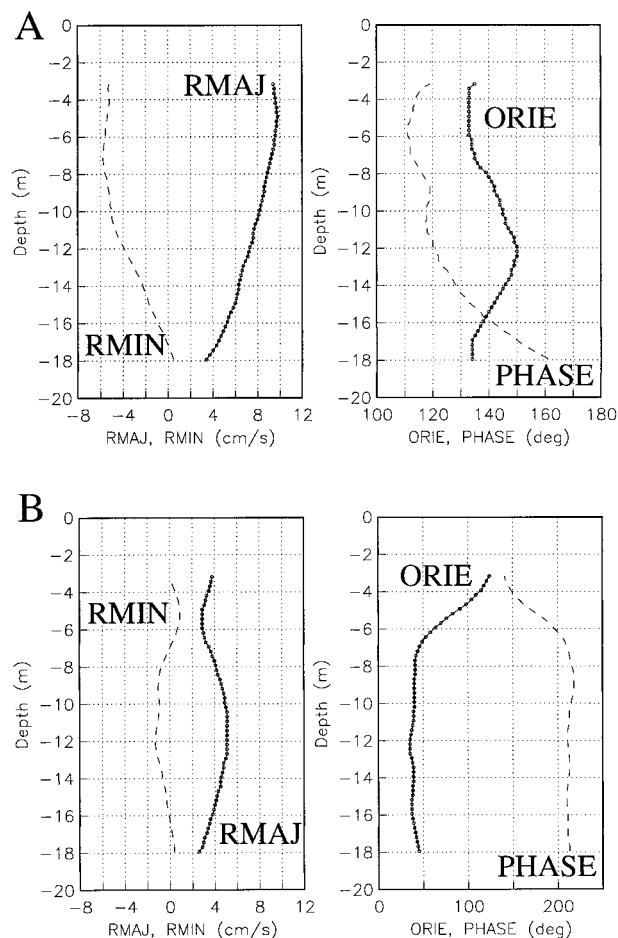 A
0
-2
-4
-6
-8
-10
-12
-14
-16
-18
-20
Depth (m)
RMAJ
RMIN
-8 -4 0 4 8 12
RMAJ, RMIN (cm/s)
0
-2
-4
-6
-8
-10
-12
-14
-16
-18
-20
Depth (m)
ORIE
PHASE
100 120 140 160 180
ORIE, PHASE (deg)
B
0
-2
-4
-6
-8
-10
-12
-14
-16
-18
-20
Depth (m)
RMIN
RMAJ
-8 -4 0 4 8 12
RMAJ, RMIN (cm/s)
0
-2
-4
-6
-8
-10
-12
-14
-16
-18
-20
Depth (m)
ORIE
PHASE
0 50 100 150 200
ORIE, PHASE (deg)